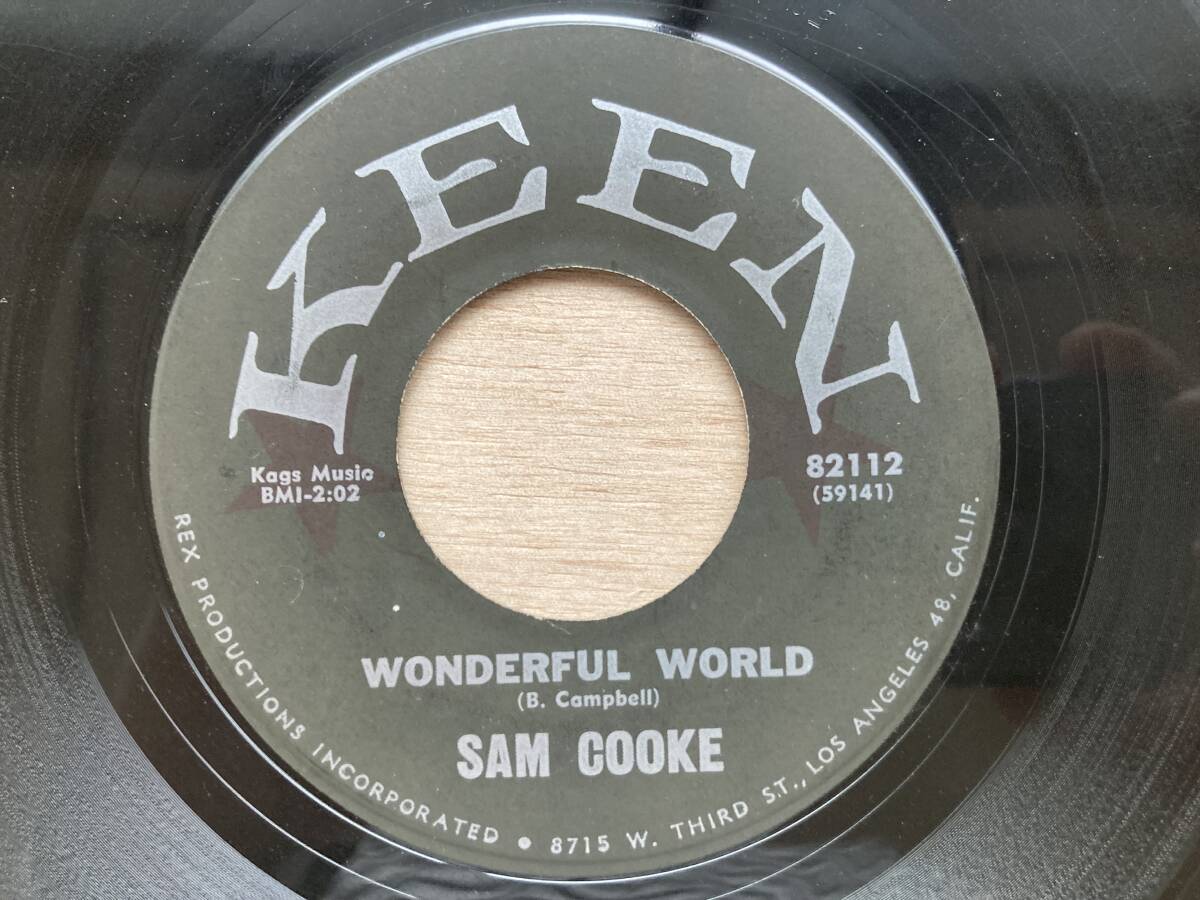 KEEN
Kags Music
BMI-2:02
82112
(59141)
WONDERFUL WORLD
(B. Campbell)
SAM COOKE
REX PRODUCTIONS INCORPORATED • 8715 W. THIRD ST., LOS ANGELES 48, CALIF.